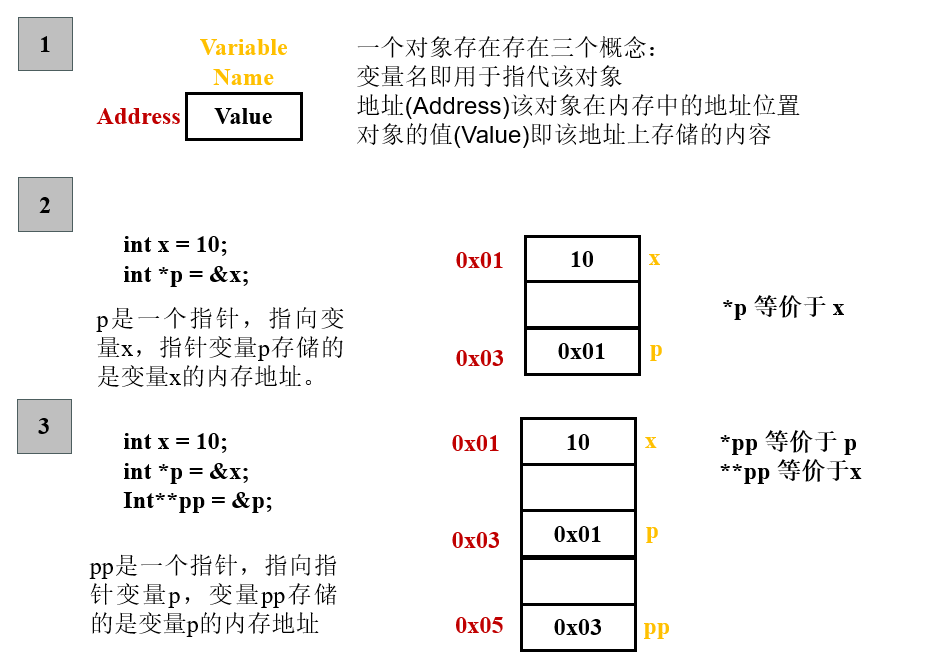 1
Variable
Name
Address
Value
一个对象存在存在三个概念：
变量名即用于指代该对象
地址(Address)该对象在内存中的地址位置
对象的值(Value)即该地址上存储的内容
2
int x = 10;
int *p = &x;
p是一个指针，指向变
量x，指针变量p存储的
是变量x的内存地址。
0x01 10 x
0x03 0x01 p
*p 等价于 x
3
int x = 10;
int *p = &x;
Int**pp = &p;
pp是一个指针，指向指
针变量p，变量pp存储
的是变量p的内存地址
0x01 10 x
0x03 0x01 p
0x05 0x03 pp
*pp 等价于 p
**pp 等价于x